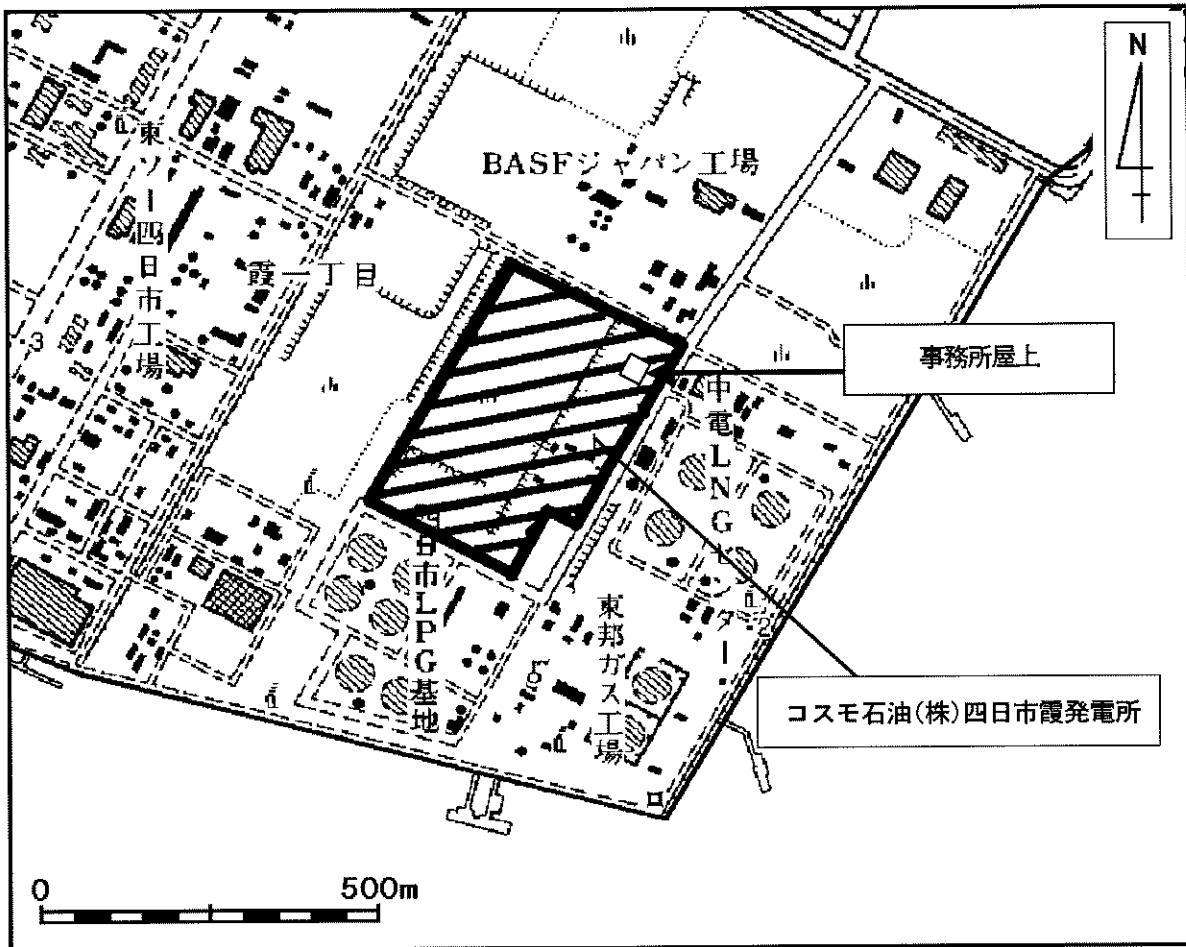 N
BASFジャパン工場
東ソー四日市工場
霞一丁目
事務所屋上
中電LNGセンター
日市LPG基地
東邦ガス工場
コスモ石油(株)四日市霞発電所
0 500m